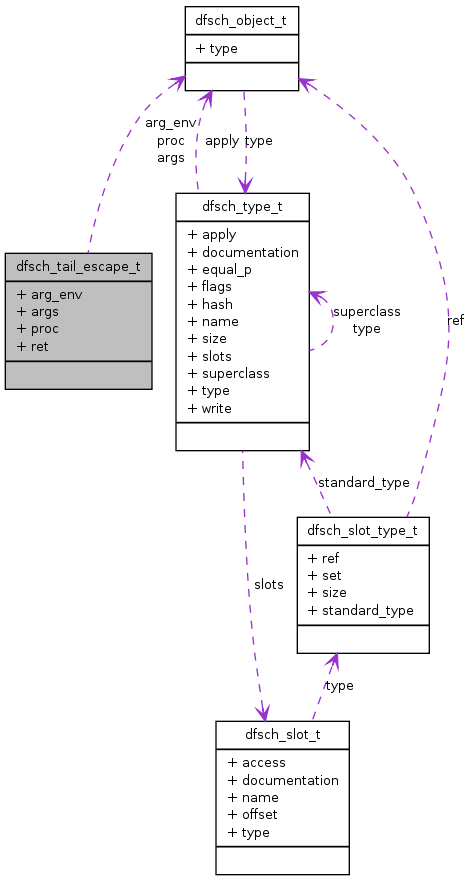 dfsch_object_t
+ type
arg_env
proc
args
apply
type
dfsch_type_t
+ apply
+ documentation
+ equal_p
+ flags
+ hash
+ name
+ size
+ slots
+ superclass
+ type
+ write
dfsch_tail_escape_t
+ arg_env
+ args
+ proc
+ ret
superclass
type
ref
standard_type
dfsch_slot_type_t
+ ref
+ set
+ size
+ standard_type
slots
type
dfsch_slot_t
+ access
+ documentation
+ name
+ offset
+ type